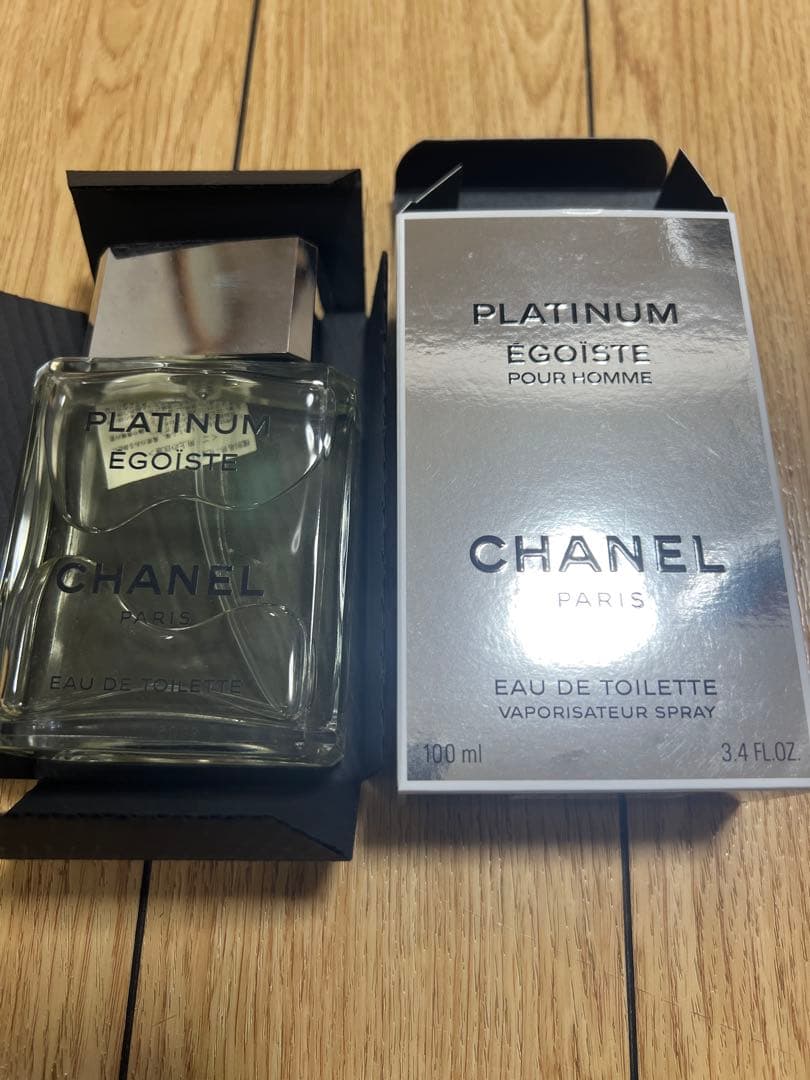 PLATINUM
ÉGOÏSTE
CHANEL
PARIS
EAU DE TOILETTE
PLATINUM
ÉGOÏSTE
POUR HOMME
CHANEL
PARIS
EAU DE TOILETTE
VAPORISATEUR SPRAY
100 ml
3.4 FL.OZ.